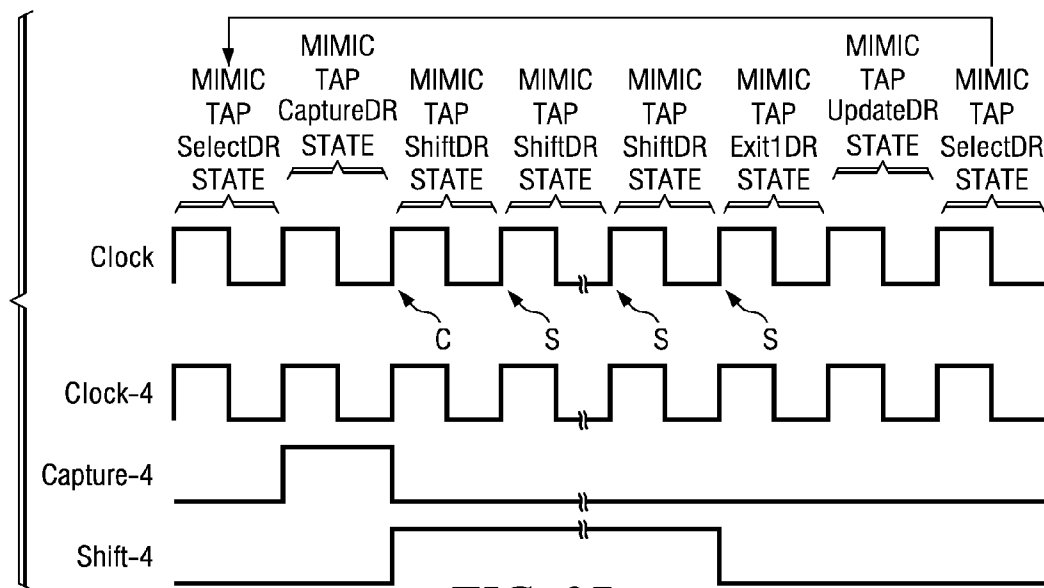 MIMIC
TAP
SelectDR
STATE
MIMIC
TAP
CaptureDR
STATE
MIMIC
TAP
ShiftDR
STATE
MIMIC
TAP
ShiftDR
STATE
MIMIC
TAP
ShiftDR
STATE
MIMIC
TAP
Exit1DR
STATE
MIMIC
TAP
UpdateDR
STATE
MIMIC
TAP
SelectDR
STATE
Clock
C
S
S
S
Clock-4
Capture-4
Shift-4